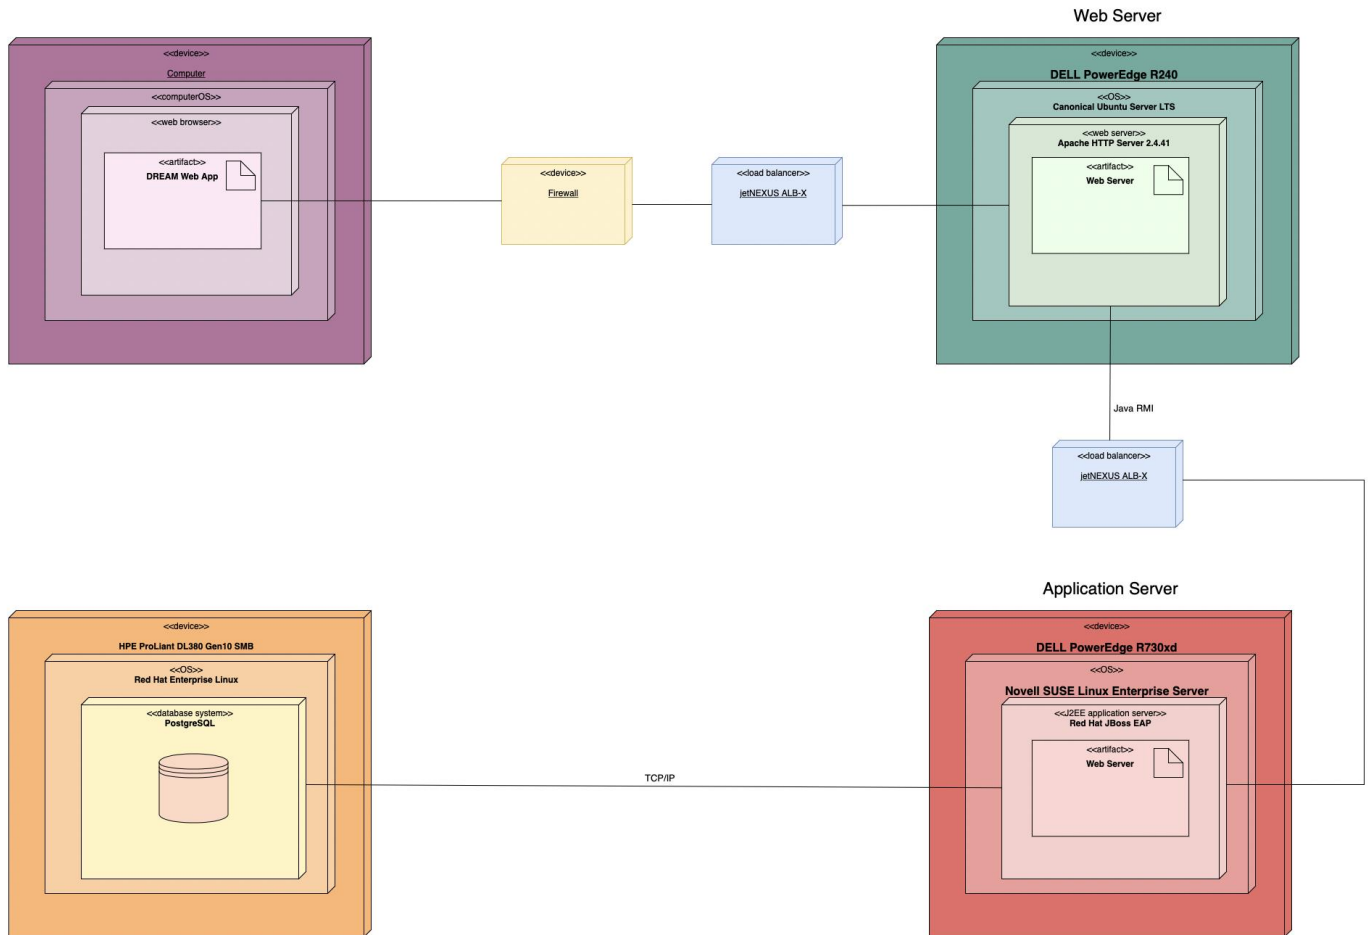 Web Server
<<device>>
Computer
<<computerOS>>
<<web browser>>
<<artifact>>
DREAM Web App
<<device>>
Firewall
<<load balancer>>
jetNEXUS ALB-X
<<device>>
DELL PowerEdge R240
<<OS>>
Canonical Ubuntu Server LTS
<<web server>>
Apache HTTP Server 2.4.41
<<artifact>>
Web Server
Java RMI
<<load balancer>>
jetNEXUS ALB-X
Application Server
<<device>>
HPE ProLiant DL380 Gen10 SMB
<<OS>>
Red Hat Enterprise Linux
<<database system>>
PostgreSQL
TCP/IP
<<device>>
DELL PowerEdge R730xd
<<OS>>
Novell SUSE Linux Enterprise Server
<<J2EE application server>>
Red Hat JBoss EAP
<<artifact>>
Web Server